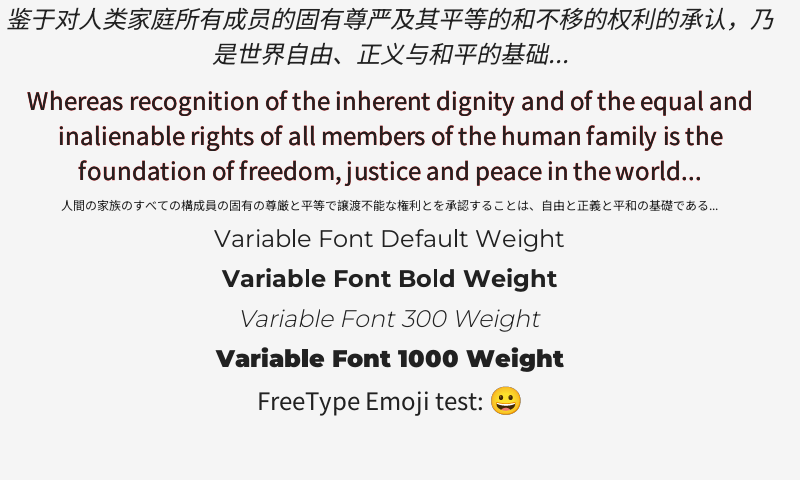 鉴于对人类家庭所有成员的固有尊严及其平等的和不移的权利的承认，乃
是世界自由、正义与和平的基础...
Whereas recognition of the inherent dignity and of the equal and
inalienable rights of all members of the human family is the
foundation of freedom, justice and peace in the world...
人間の家族のすべての構成員の固有の尊厳と平等で譲渡不能な権利とを承認することは、自由と正義と平和の基礎である...
Variable Font Default Weight
Variable Font Bold Weight
Variable Font 300 Weight
Variable Font 1000 Weight
FreeType Emoji test: 😀